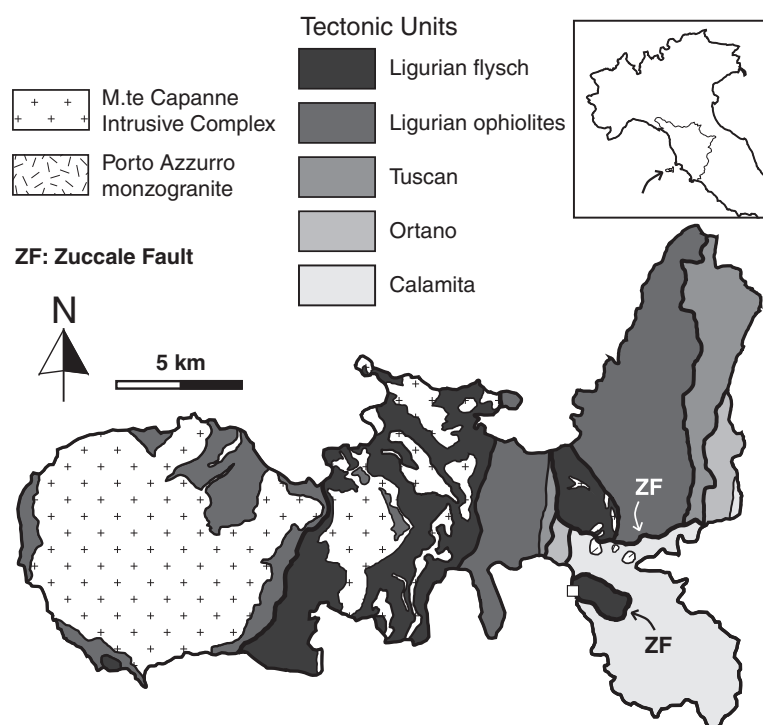 Tectonic Units
M.te Capanne
Intrusive Complex
Porto Azzurro
monzogranite
Ligurian flysch
Ligurian ophiolites
Tuscan
Ortano
Calamita
ZF: Zuccale Fault
N
5 km
ZF
ZF